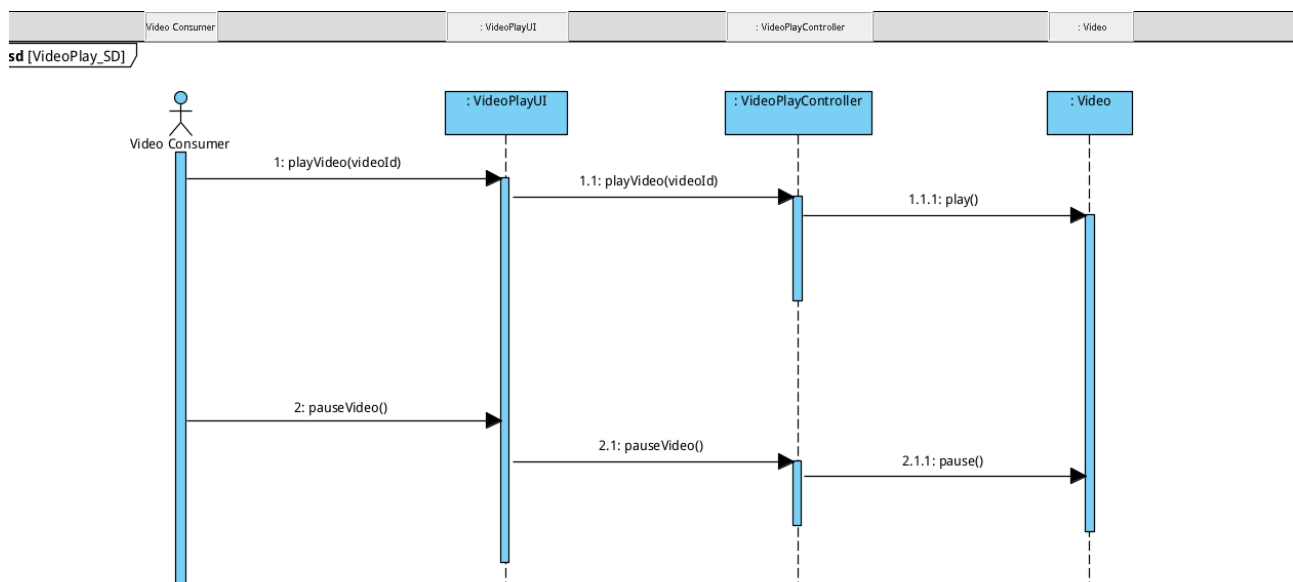 Video Consumer
: VideoPlayUI
: VideoPlayController
: Video
sd [VideoPlay_SD]
: VideoPlayUI
: VideoPlayController
: Video
Video Consumer
1: playVideo(videoId)
1.1: playVideo(videoId)
1.1.1: play()
2: pauseVideo()
2.1: pauseVideo()
2.1.1: pause()